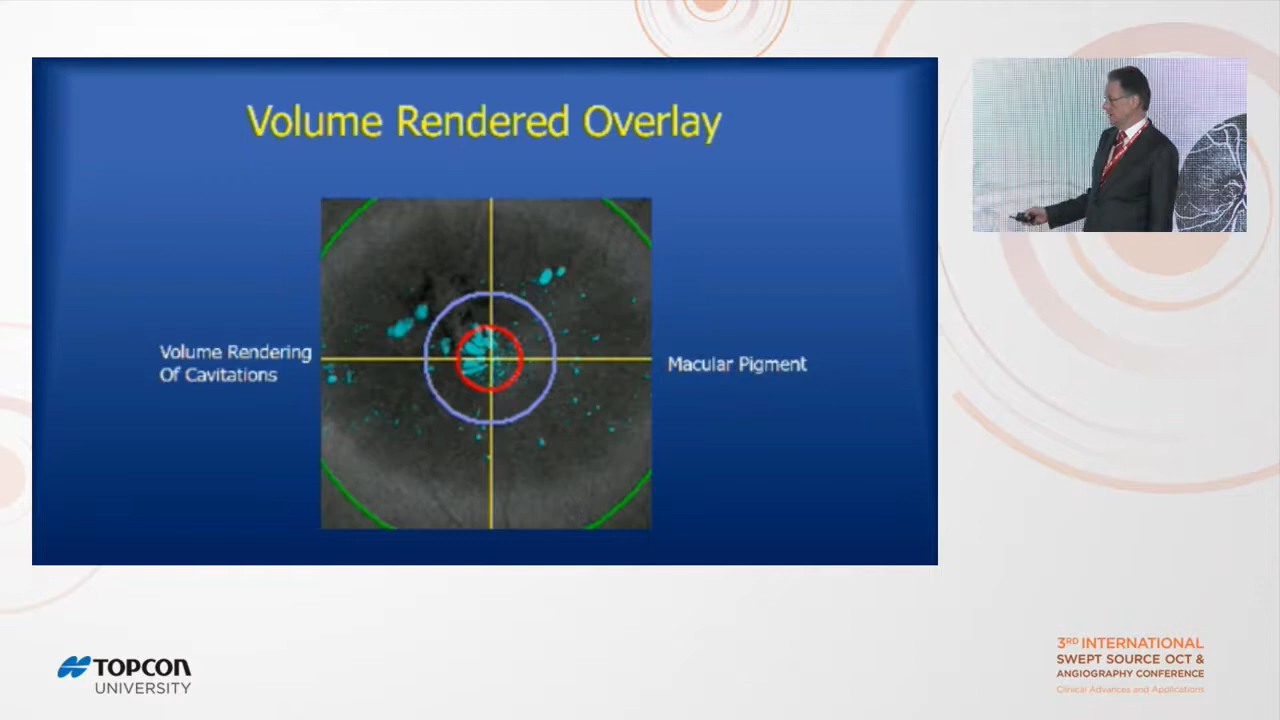 Volume Rendered Overlay
Volume Rendering
Of Cavitations
Macular Pigment
TOPCON
UNIVERSITY
3RD INTERNATIONAL
SWEPT SOURCE OCT &
ANGIOGRAPHY CONFERENCE
Clinical Advances and Applications